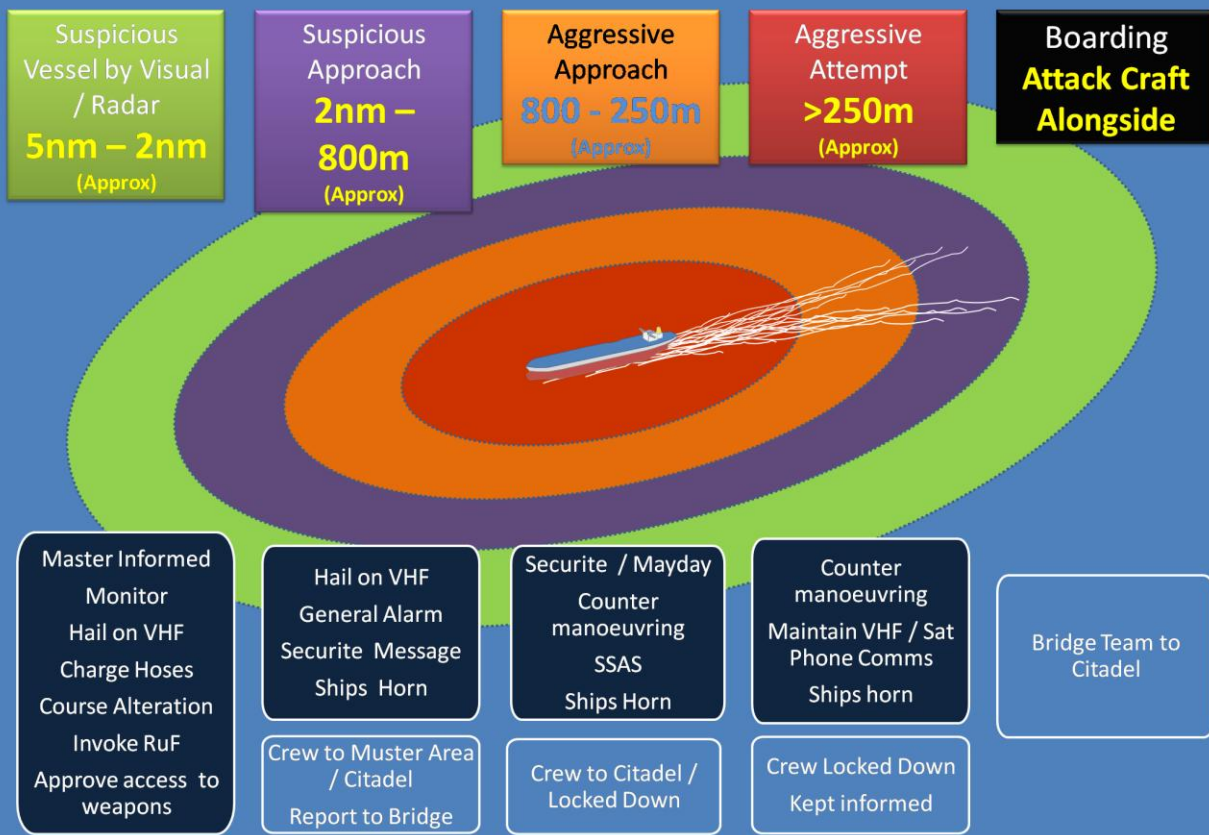 Suspicious
Vessel by Visual
/ Radar
5nm – 2nm
(Approx)
Suspicious
Approach
2nm –
800m
(Approx)
Aggressive
Approach
800 - 250m
(Approx)
Aggressive
Attempt
>250m
(Approx)
Boarding
Attack Craft
Alongside
Master Informed
Monitor
Hail on VHF
Charge Hoses
Course Alteration
Invoke RuF
Approve access to
weapons
Hail on VHF
General Alarm
Securite Message
Ships Horn
Crew to Muster Area
/ Citadel
Report to Bridge
Securite / Mayday
Counter
manoeuvring
SSAS
Ships Horn
Crew to Citadel /
Locked Down
Counter
manoeuvring
Maintain VHF / Sat
Phone Comms
Ships horn
Crew Locked Down
Kept informed
Bridge Team to
Citadel